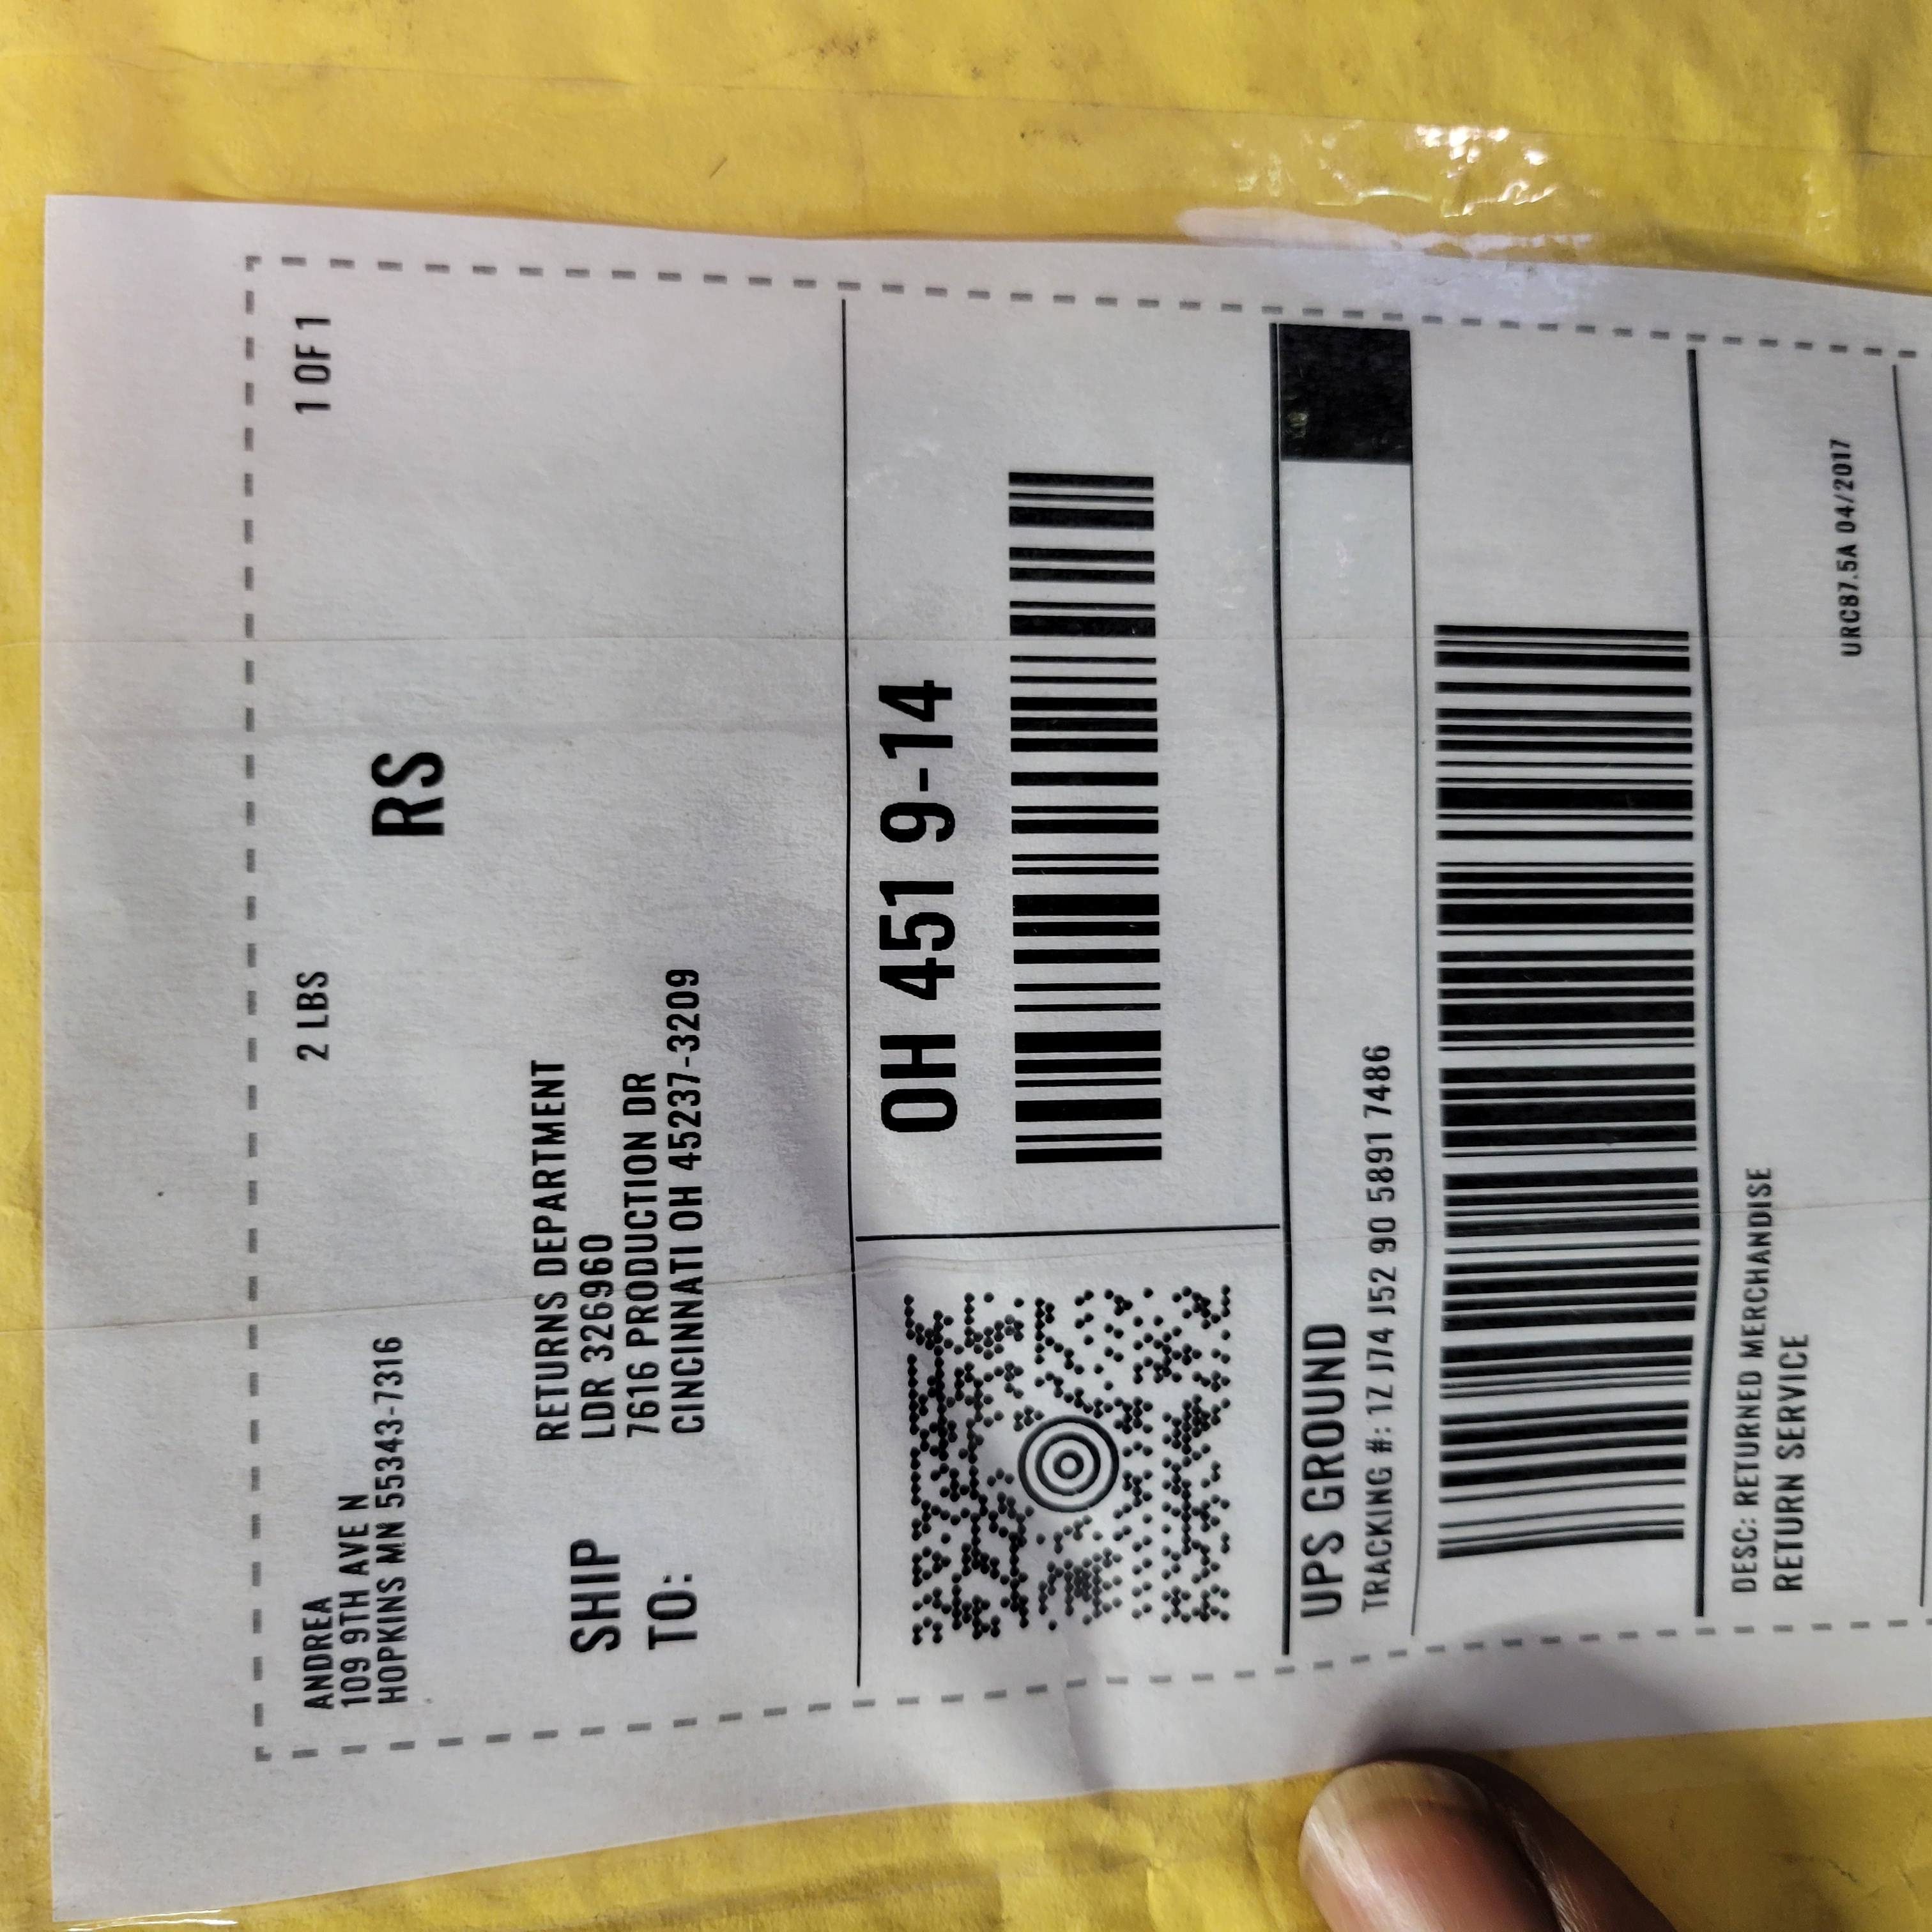 ANDREA
109 9TH AVE N
HOPKINS MN 55343-7316
2 LBS
1 OF 1
RS
SHIP
TO:
RETURNS DEPARTMENT
LDR 326960
7616 PRODUCTION DR
CINCINNATI OH 45237-3209
OH 451 9-14
UPS GROUND
TRACKING #: 1Z J74 J52 90 5891 7486
DESC: RETURNED MERCHANDISE
RETURN SERVICE
URC87.5A 04/2017